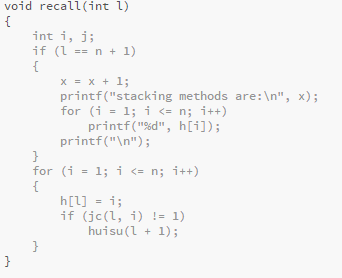 void recall(int l)
{
    int i, j;
    if (l == n + 1)
    {
        x = x + 1;
        printf("stacking methods are:\n", x);
        for (i = 1; i <= n; i++)
            printf("%d", h[i]);
        printf("\n");
    }
    for (i = 1; i <= n; i++)
    {
        h[l] = i;
        if (jc(l, i) != 1)
            huisu(l + 1);
    }
}